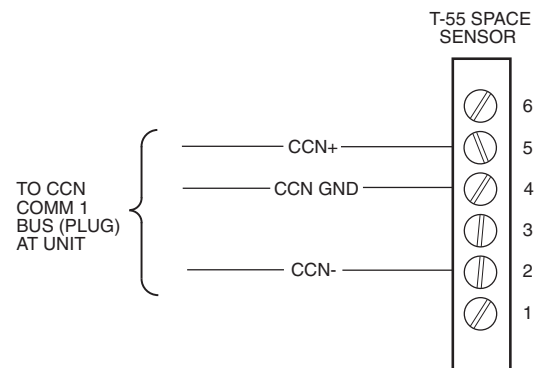 T-55 SPACE
SENSOR
6
CCN+
5
CCN GND
4
TO CCN
COMM 1
BUS (PLUG)
AT UNIT
3
CCN-
2
1